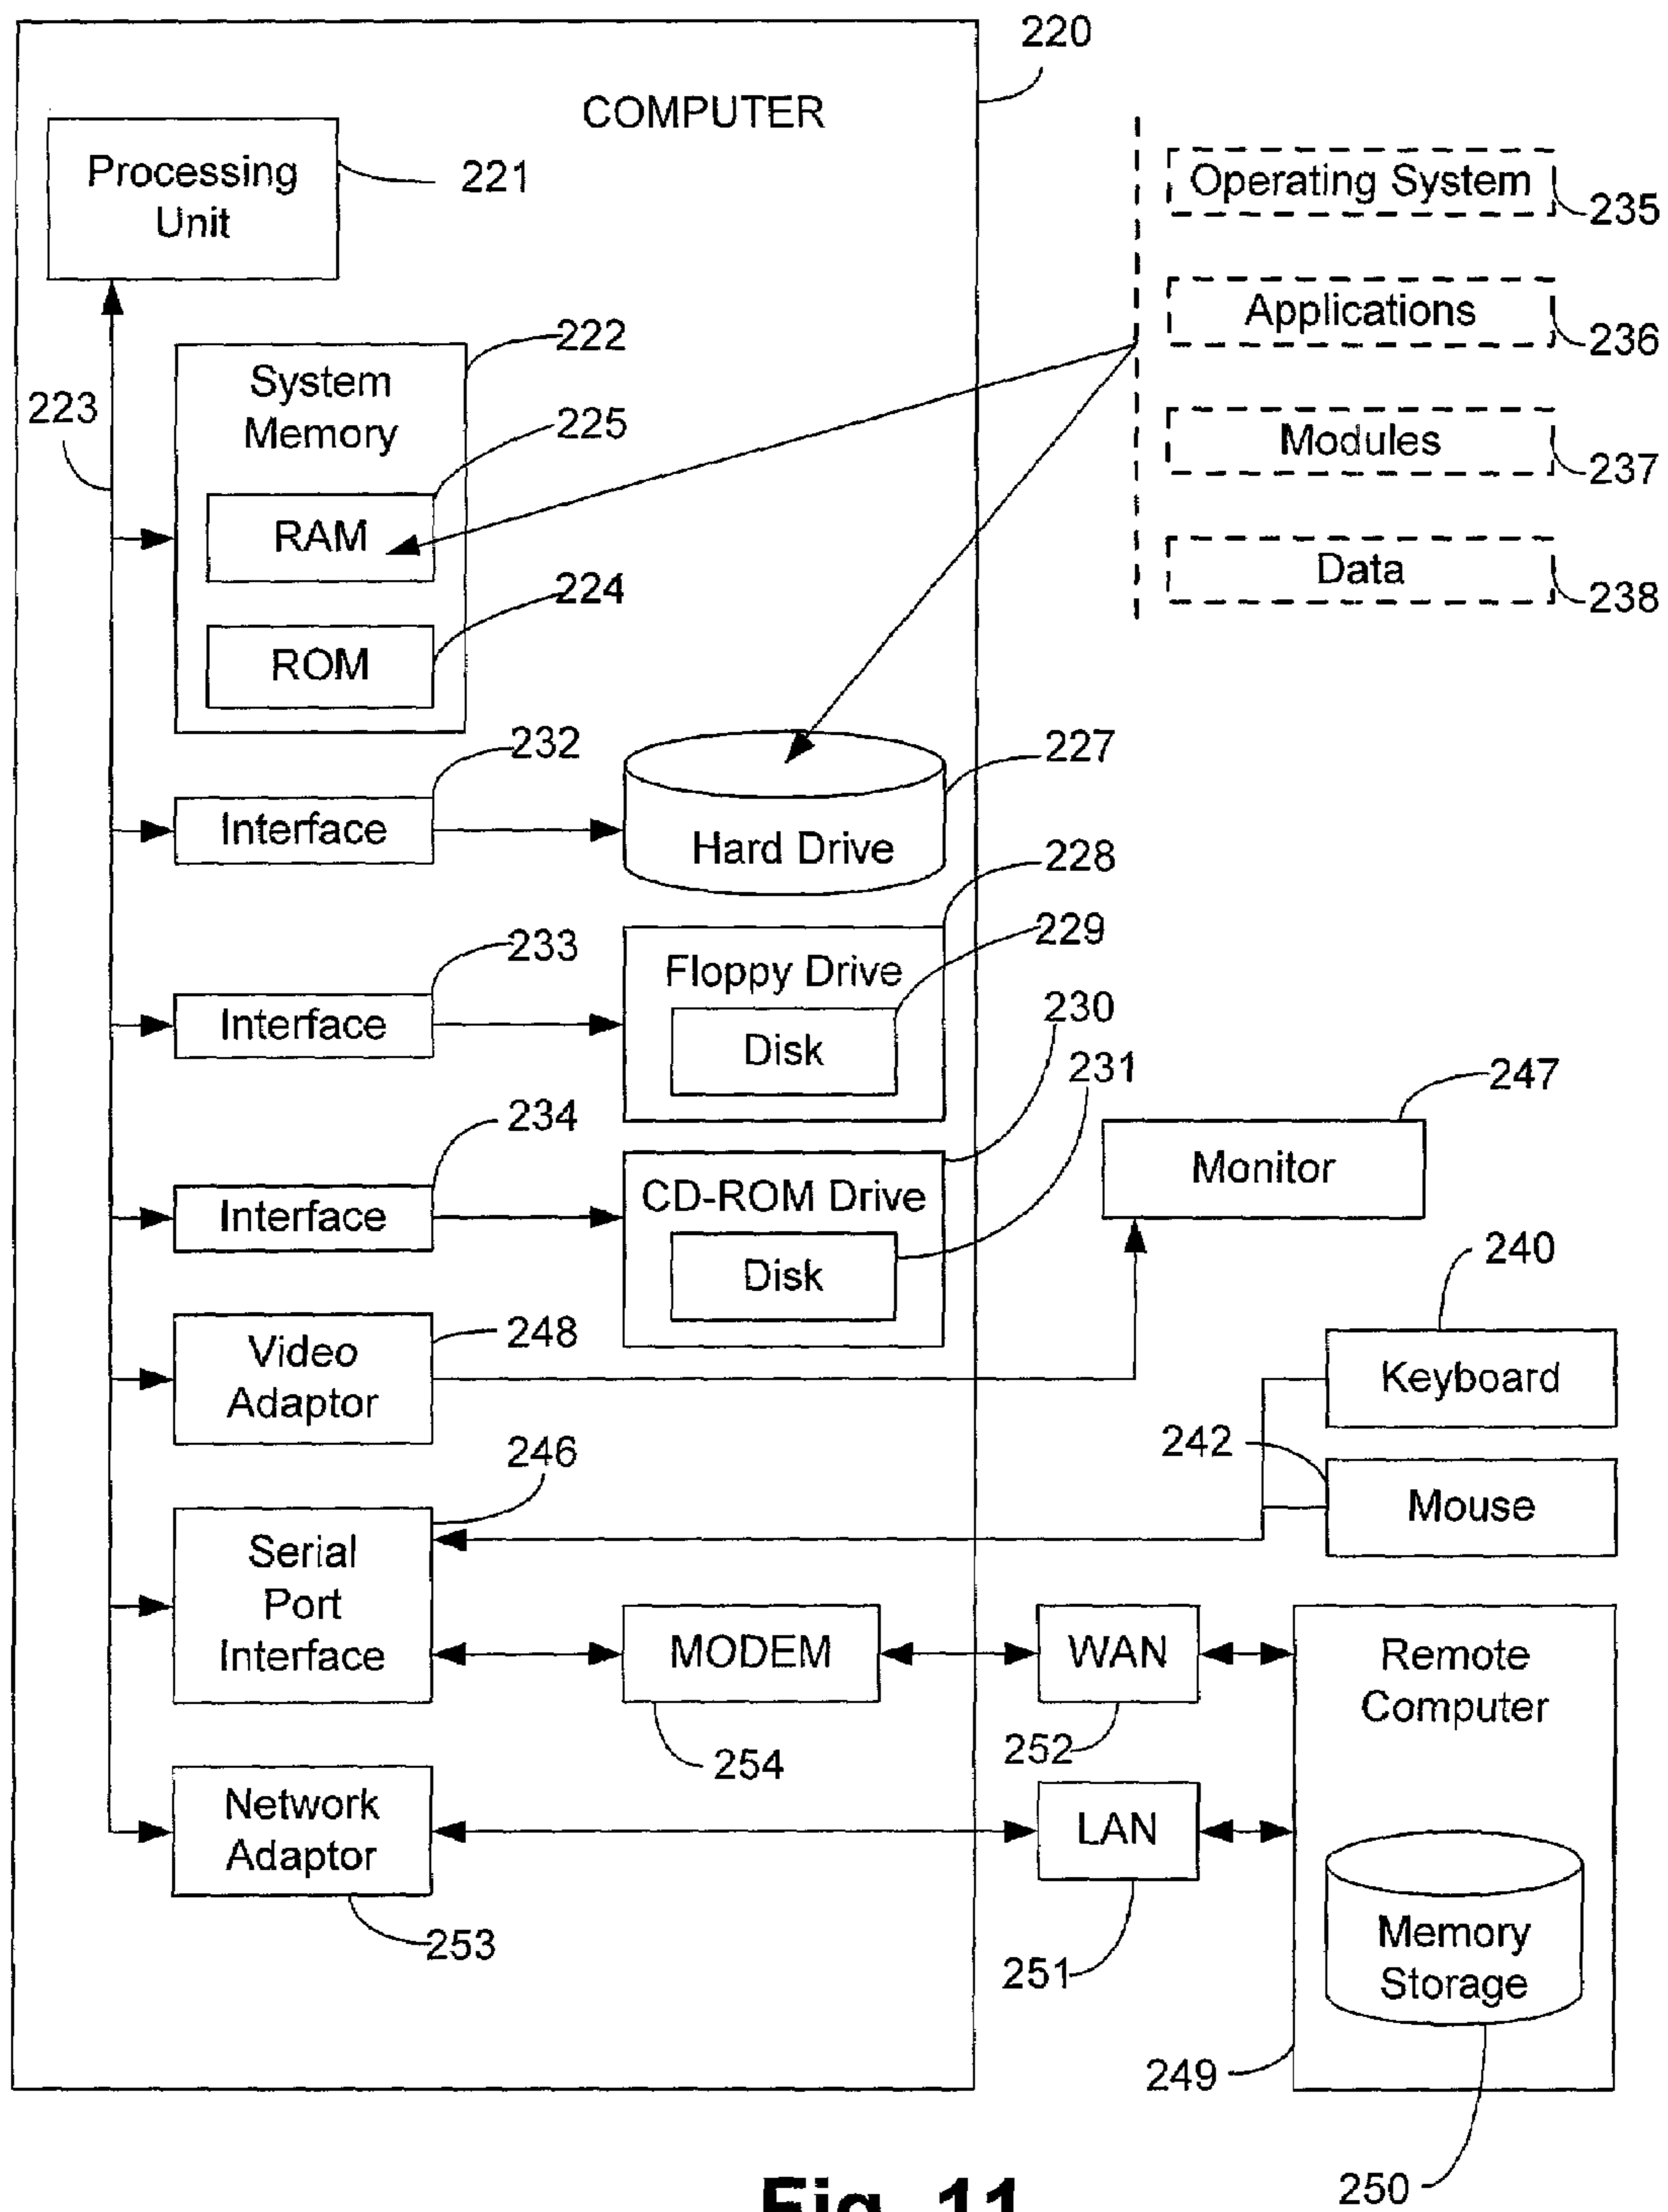 220
COMPUTER
Processing
Unit
221
Operating System
235
Applications
236
Modules
237
Data
238
222
System
Memory
223
225
RAM
224
ROM
232
Interface
227
Hard Drive
228
233
Interface
229
Floppy Drive
Disk
230
231
234
Interface
CD-ROM Drive
Disk
247
Monitor
240
Keyboard
248
Video
Adaptor
242
Mouse
246
Serial
Port
Interface
MODEM
254
WAN
252
Remote
Computer
Network
Adaptor
253
LAN
251
Memory
Storage
249
250
Fig. 11